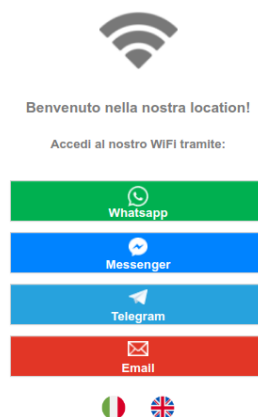 Benvenuto nella nostra location!
Accedi al nostro WiFi tramite:
Whatsapp
Messenger
Telegram
Email